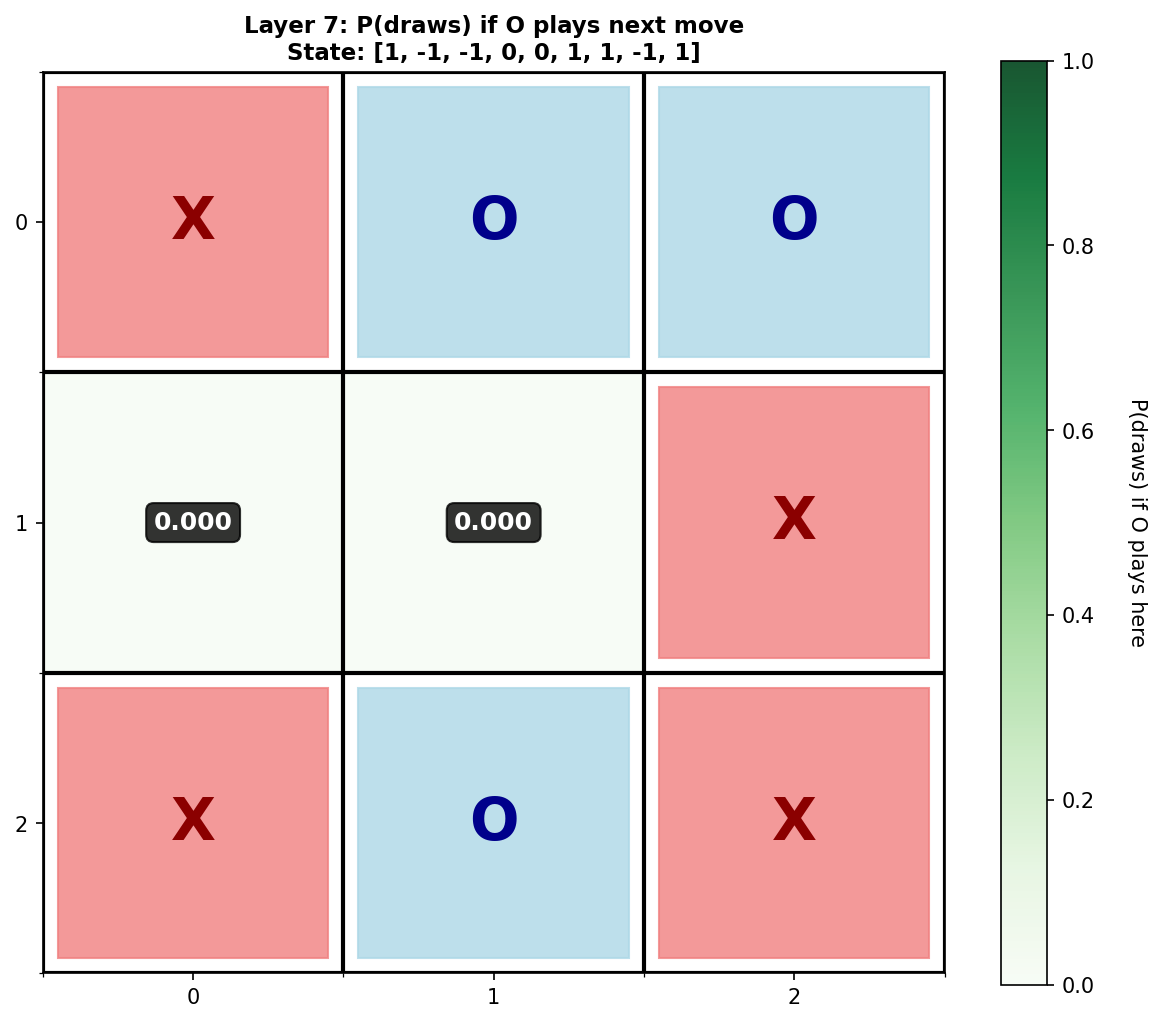 Layer 7: P(draws) if O plays next move
State: [1, -1, -1, 0, 0, 1, 1, -1, 1]
1.0
0.8
0.6
0.4
0.2
0.0
P(draws) if O plays here
0
X
O
O
1
0.000
0.000
X
2
X
O
X
0
1
2